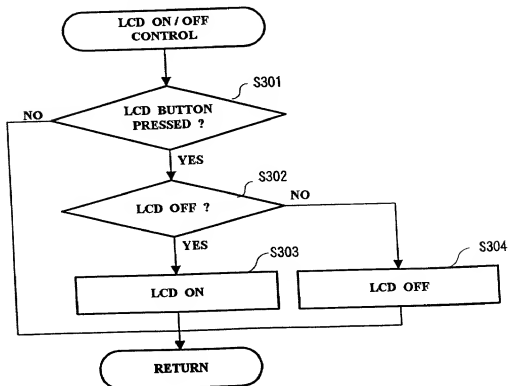 LCD ON / OFF
CONTROL
S301
LCD BUTTON
PRESSED ?
NO
YES
S302
LCD OFF ?
NO
YES
S303
LCD ON
S304
LCD OFF
RETURN